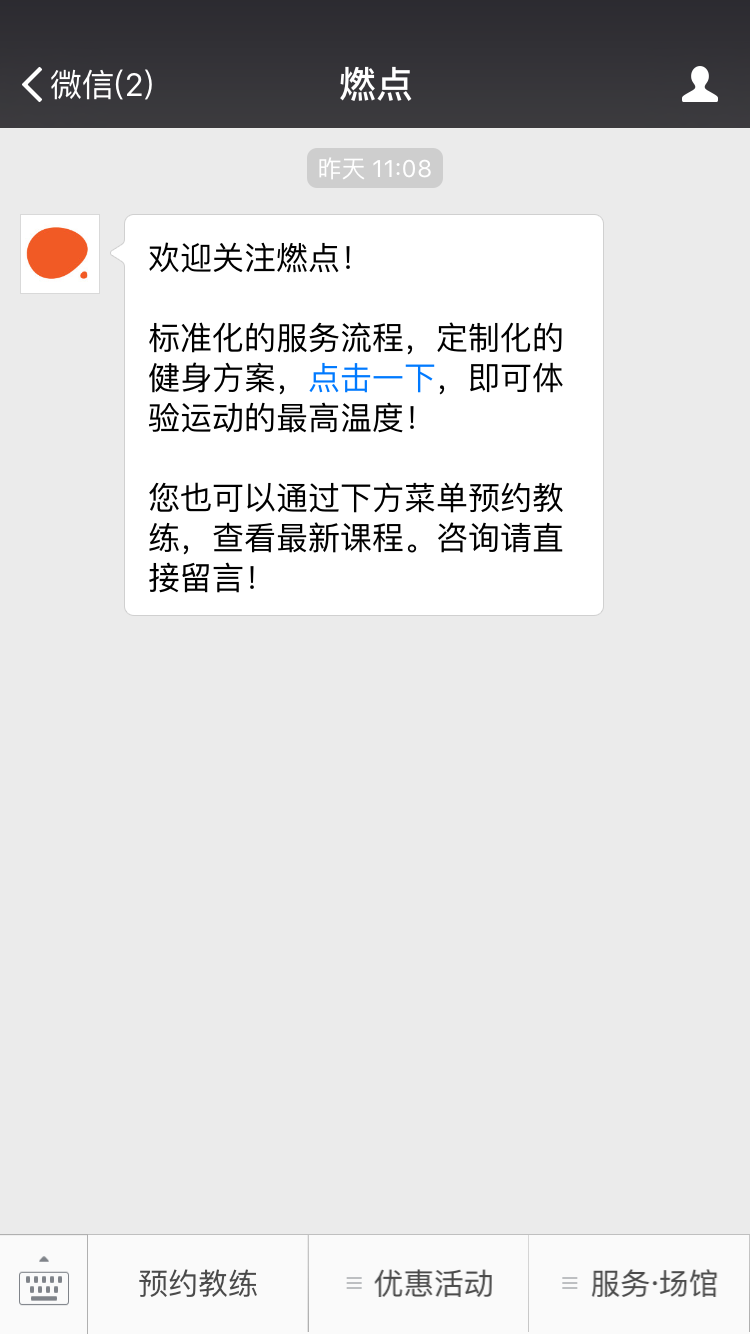 微信(2)
燃点
昨天 11:08
欢迎关注燃点！
标准化的服务流程，定制化的
健身方案，点击一下，即可体
验运动的最高温度！
您也可以通过下方菜单预约教
练，查看最新课程。咨询请直
接留言！
预约教练
优惠活动
服务·场馆